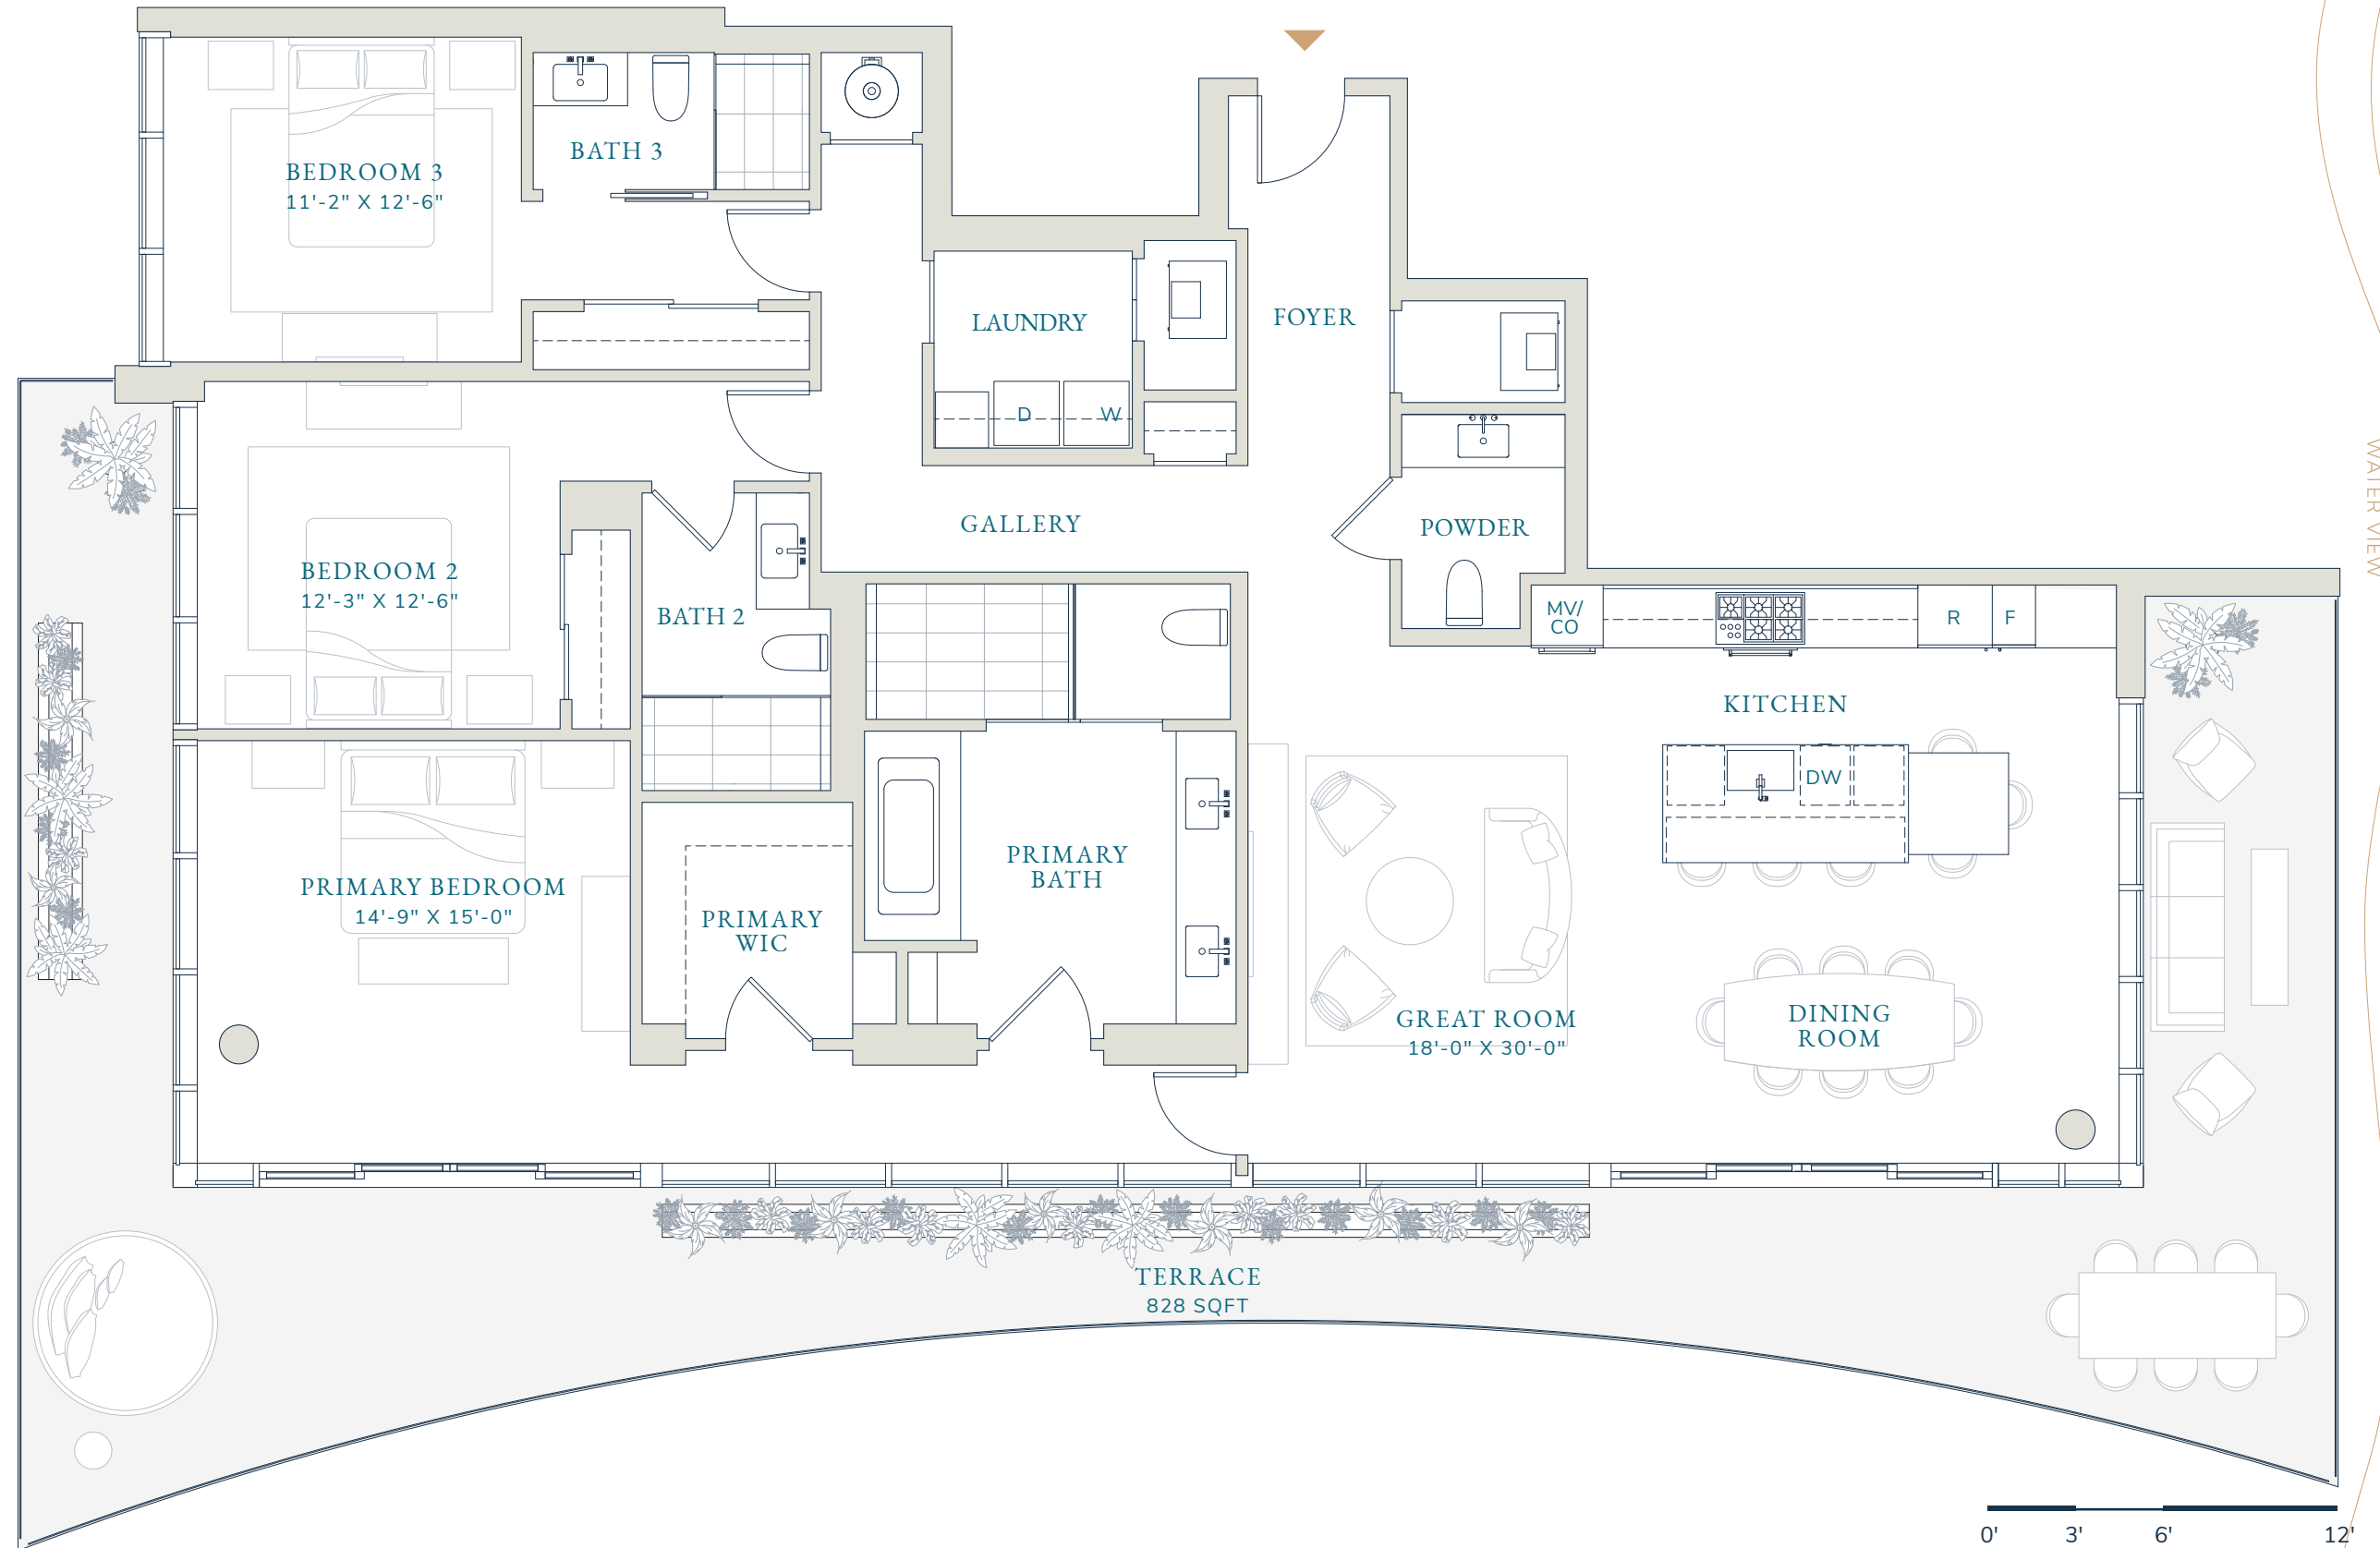 BEDROOM 3
11'-2" X 12'-6"
BATH 3
LAUNDRY
D
W
FOYER
GALLERY
POWDER
BEDROOM 2
12'-3" X 12'-6"
BATH 2
MV/
CO
R
F
KITCHEN
DW
PRIMARY BEDROOM
14'-9" X 15'-0"
PRIMARY
WIC
PRIMARY
BATH
GREAT ROOM
18'-0" X 30'-0"
DINING
ROOM
TERRACE
828 SQFT
WATER VIEW
0'
3'
6'
12'